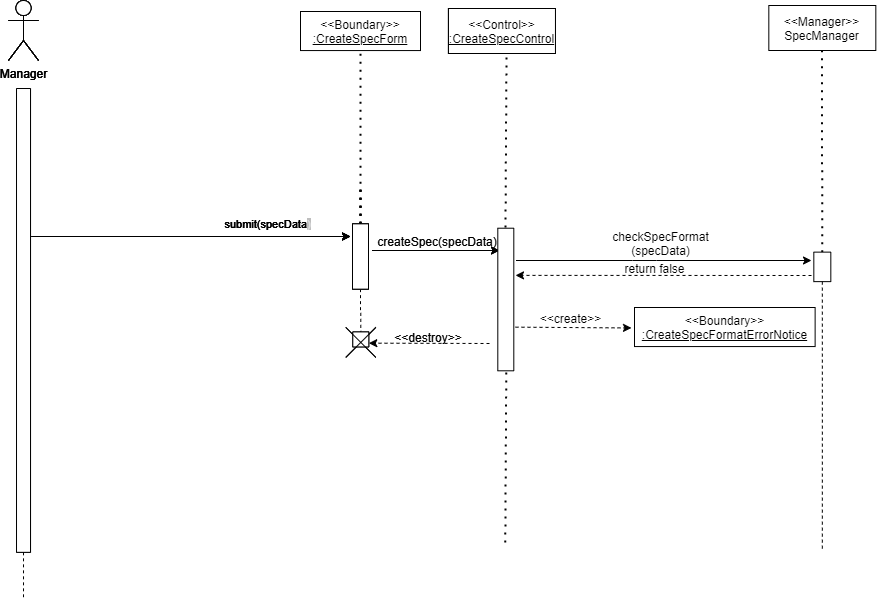 <<Boundary>>
:CreateSpecForm
<<Control>>
:CreateSpecControl
<<Manager>>
SpecManager
Manager
submit(specData
createSpec(specData)
checkSpecFormat
(specData)
return false
<<create>>
<<Boundary>>
:CreateSpecFormatErrorNotice
<<destroy>>